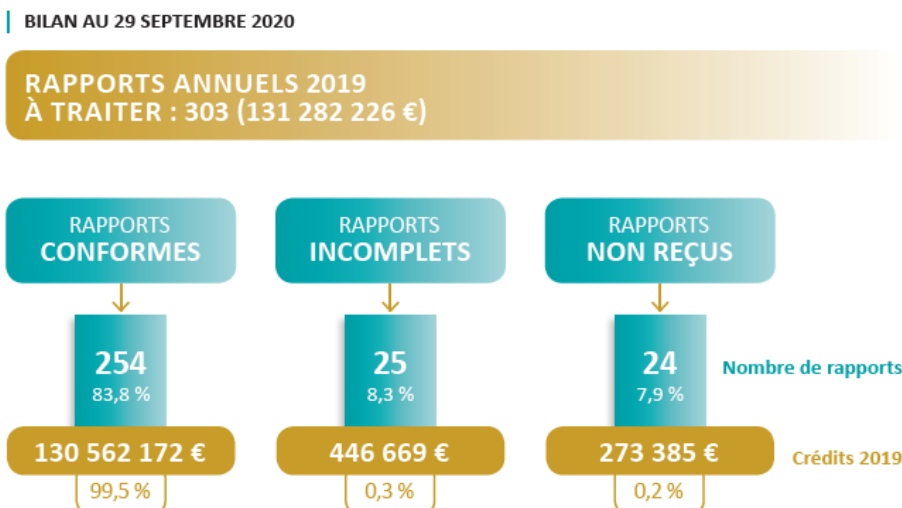 BILAN AU 29 SEPTEMBRE 2020
RAPPORTS ANNUELS 2019
À TRAITER : 303 (131 282 226 €)
RAPPORTS
CONFORMES
RAPPORTS
INCOMPLETS
RAPPORTS
NON REÇUS
254
83,8 %
25
8,3 %
24
7,9 %
Nombre de rapports
130 562 172 €
446 669 €
273 385 €
Crédits 2019
99,5 %
0,3 %
0,2 %